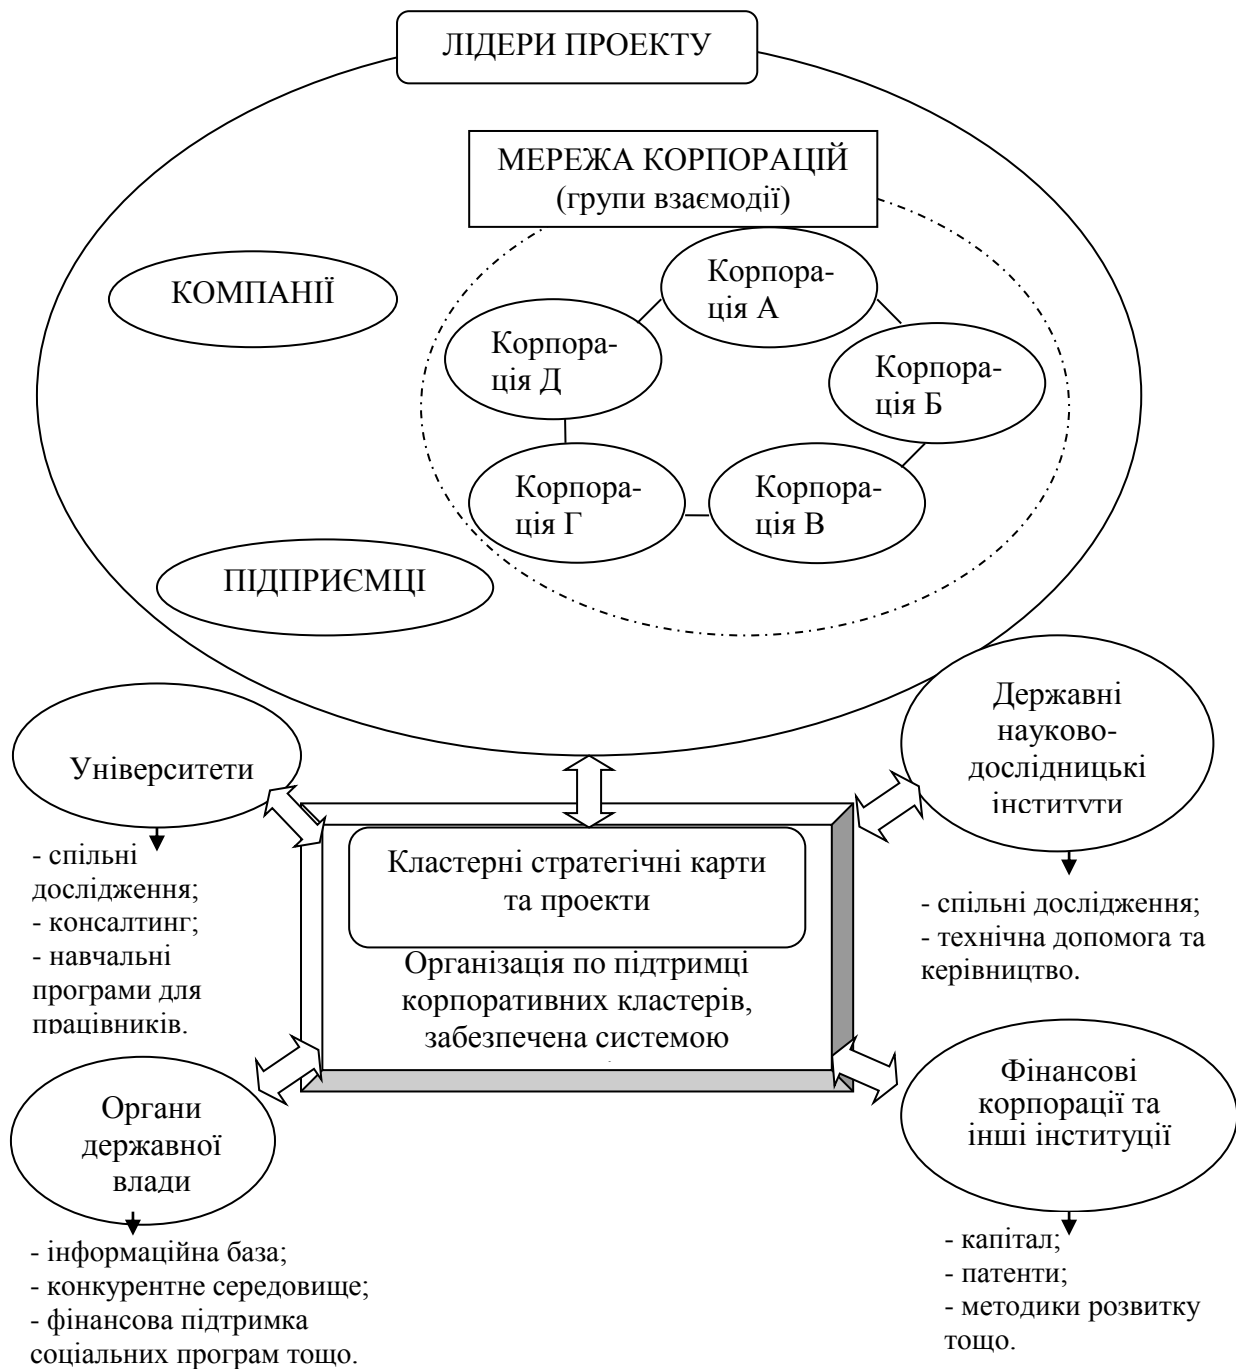 ЛІДЕРИ ПРОЕКТУ
МЕРЕЖА КОРПОРАЦІЙ
(групи взаємодії)
КОМПАНІЇ
Корпора-
ція А
Корпора-
ція Д
Корпора-
ція Б
Корпора-
ція Г
Корпора-
ція В
ПІДПРИЄМЦІ
Університети
Державні
науково-
дослідницькі
інститути
- спільні
дослідження;
- консалтинг;
- навчальні
програми для
працівників.
Кластерні стратегічні карти
та проекти
Організація по підтримці
корпоративних кластерів,
забезпечена системою
- спільні дослідження;
- технічна допомога та
керівництво.
Органи
державної
влади
Фінансові
корпорації та
інші інституції
- інформаційна база;
- конкурентне середовище;
- фінансова підтримка
соціальних програм тощо.
- капітал;
- патенти;
- методики розвитку
тощо.